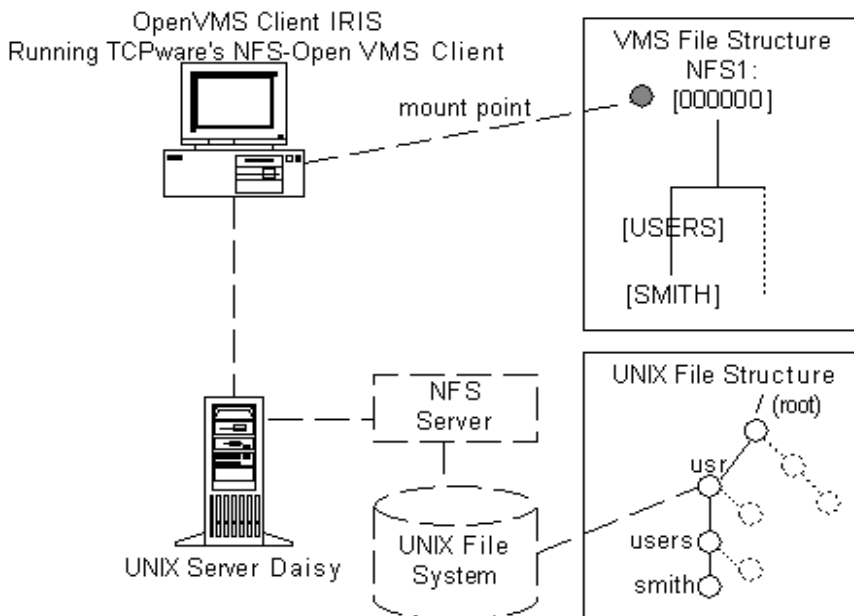 OpenVMS Client IRIS
Running TCPware's NFS-Open VMS Client
mount point
VMS File Structure
NFS1:
[000000]
[USERS]
[SMITH]
NFS
Server
UNIX File
System
UNIX Server Daisy
UNIX File Structure
/
(root)
usr
users
smith